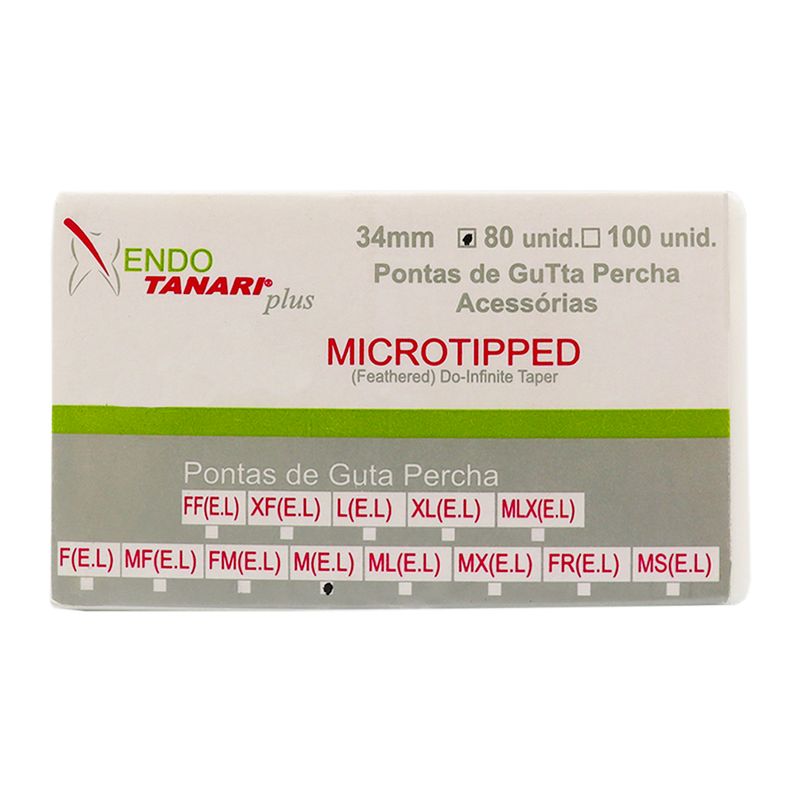 ENDO
TANARI® plus
34mm 80 unid. 100 unid.
Pontas de GuTta Percha
Acessórias
MICROTIPPED
(Feathered) Do-Infinite Taper
Pontas de Guta Percha
FF(E.L) XF(E.L) L(E.L) XL(E.L) MLX(E.L)
F(E.L) MF(E.L) FM(E.L) M(E.L) ML(E.L) MX(E.L) FR(E.L) MS(E.L)